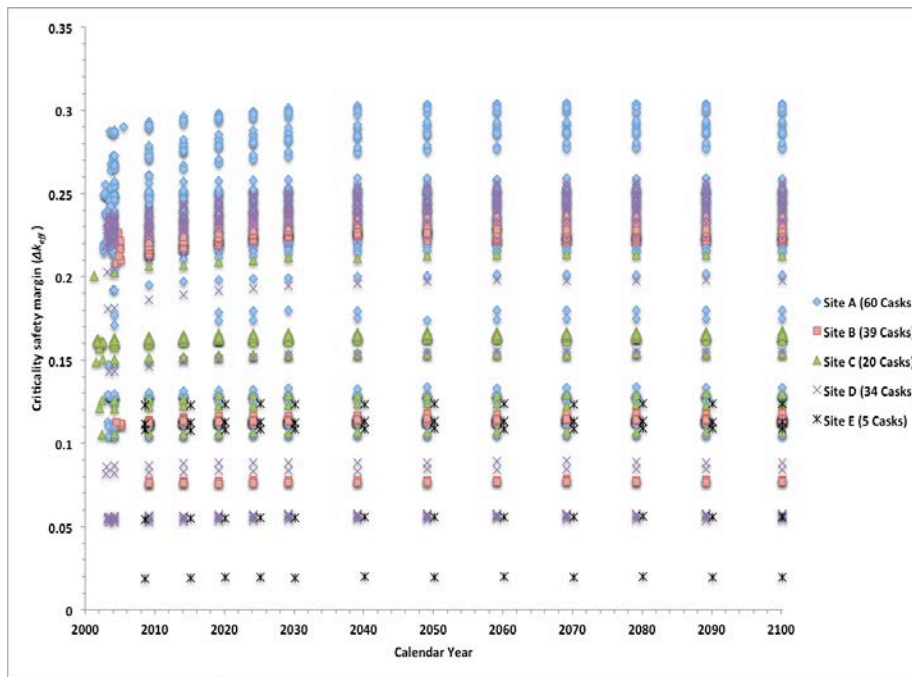 0.35
0.3
0.25
0.2
0.15
0.1
0.05
0
Criticality safety margin (Δkeff)
2000 2010 2020 2030 2040 2050 2060 2070 2080 2090 2100
Calendar Year
Site A (60 Casks
Site B (39 Casks)
Site C (20 Casks
Site D (34 Casks
Site E (5 Casks)